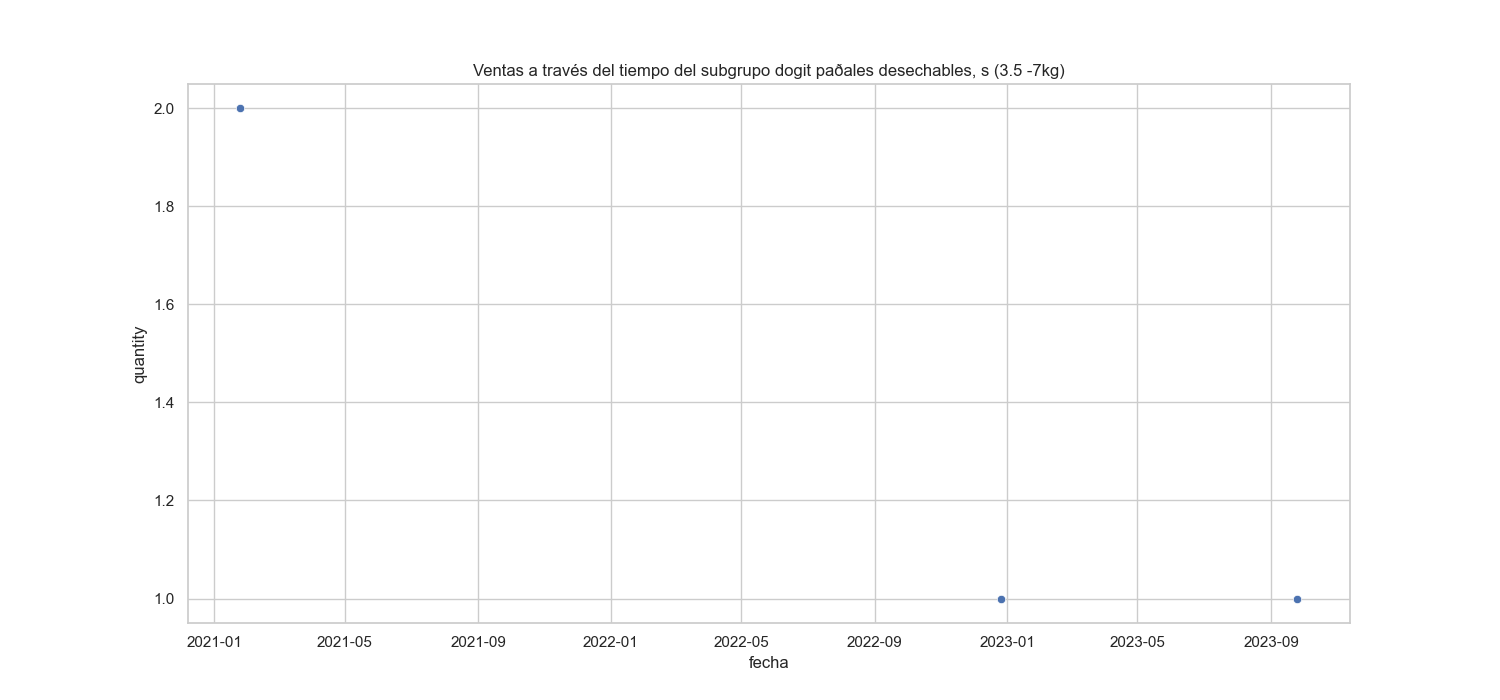 Ventas a través del tiempo del subgrupo dogit paðales desechables, s (3.5 -7kg)
2.0
1.8
1.6
1.4
1.2
1.0
quantity
2021-01 2021-05 2021-09 2022-01 2022-05 2022-09 2023-01 2023-05 2023-09
fecha